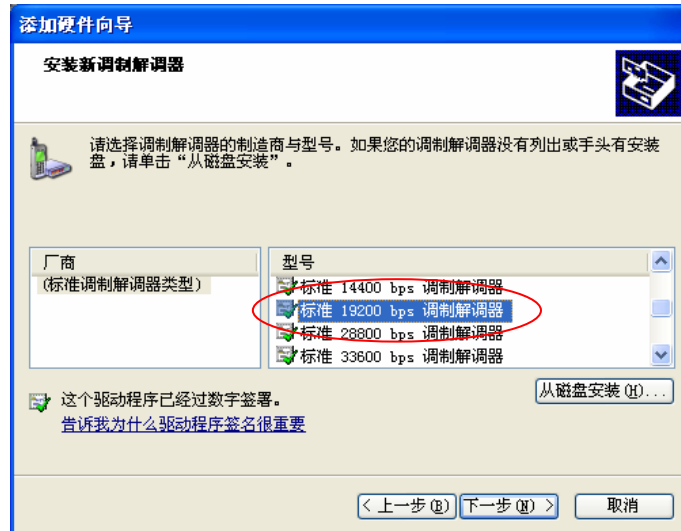 添加硬件向导
安装新调制解调器
请选择调制解调器的制造商与型号。如果您的调制解调器没有列出或手头有安装
盘，请单击“从磁盘安装”。
厂商
(标准调制解调器类型)
型号
标准 14400 bps 调制解调器
标准 19200 bps 调制解调器
标准 28800 bps 调制解调器
标准 33600 bps 调制解调器
这个驱动程序已经过数字签署。
告诉我为什么驱动程序签名很重要
从磁盘安装(H)...
< 上一步(B)
下一步(N) >
取消